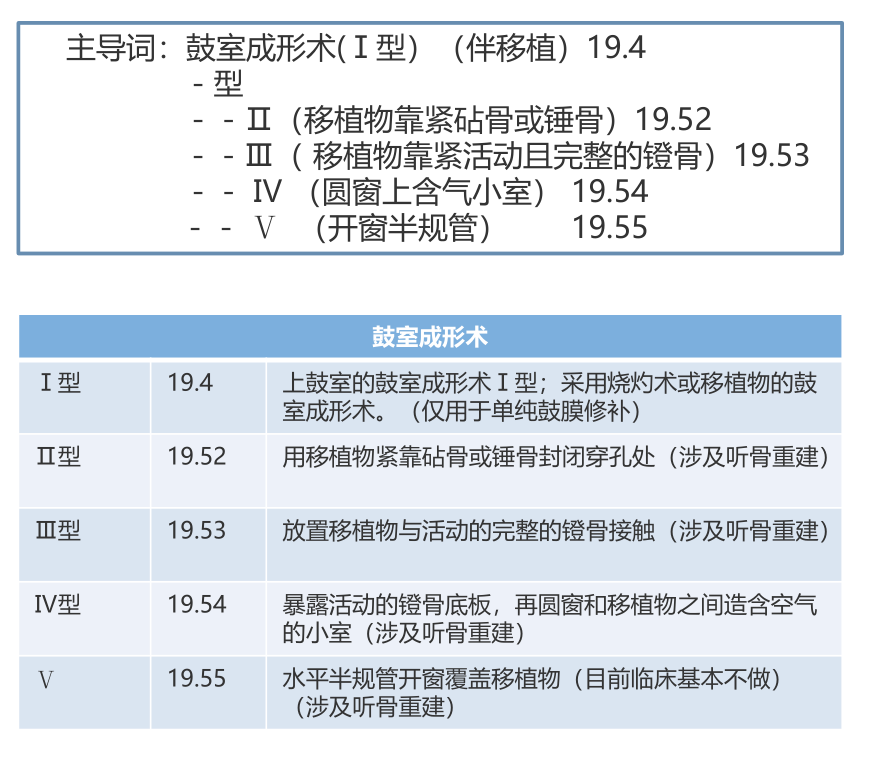 主导词：鼓室成形术(Ⅰ型）（伴移植）19.4
- 型
- - Ⅱ（移植物靠紧砧骨或锤骨）19.52
- - Ⅲ（ 移植物靠紧活动且完整的镫骨）19.53
- - Ⅳ （圆窗上含气小室） 19.54
- - Ⅴ （开窗半规管） 19.55
鼓室成形术
Ⅰ型 19.4 上鼓室的鼓室成形术Ⅰ型；采用烧灼术或移植物的鼓
室成形术。（仅用于单纯鼓膜修补）
Ⅱ型 19.52 用移植物紧靠砧骨或锤骨封闭穿孔处（涉及听骨重建）
Ⅲ型 19.53 放置移植物与活动的完整的镫骨接触（涉及听骨重建）
Ⅳ型 19.54 暴露活动的镫骨底板，再圆窗和移植物之间造含空气
的小室（涉及听骨重建）
Ⅴ 19.55 水平半规管开窗覆盖移植物（目前临床基本不做）
（涉及听骨重建）